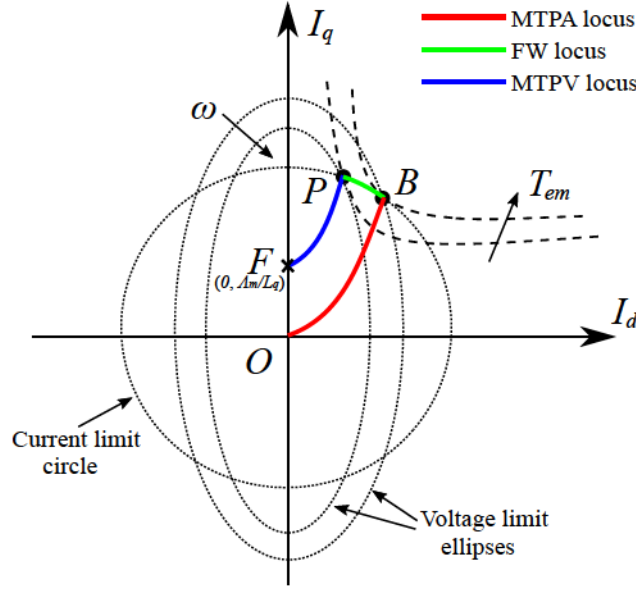 I_q
MTPA locus
FW locus
MTPV locus
ω
P
B
T_em
F
(0, Λm/Lq)
I_d
O
Current limit
circle
Voltage limit
ellipses